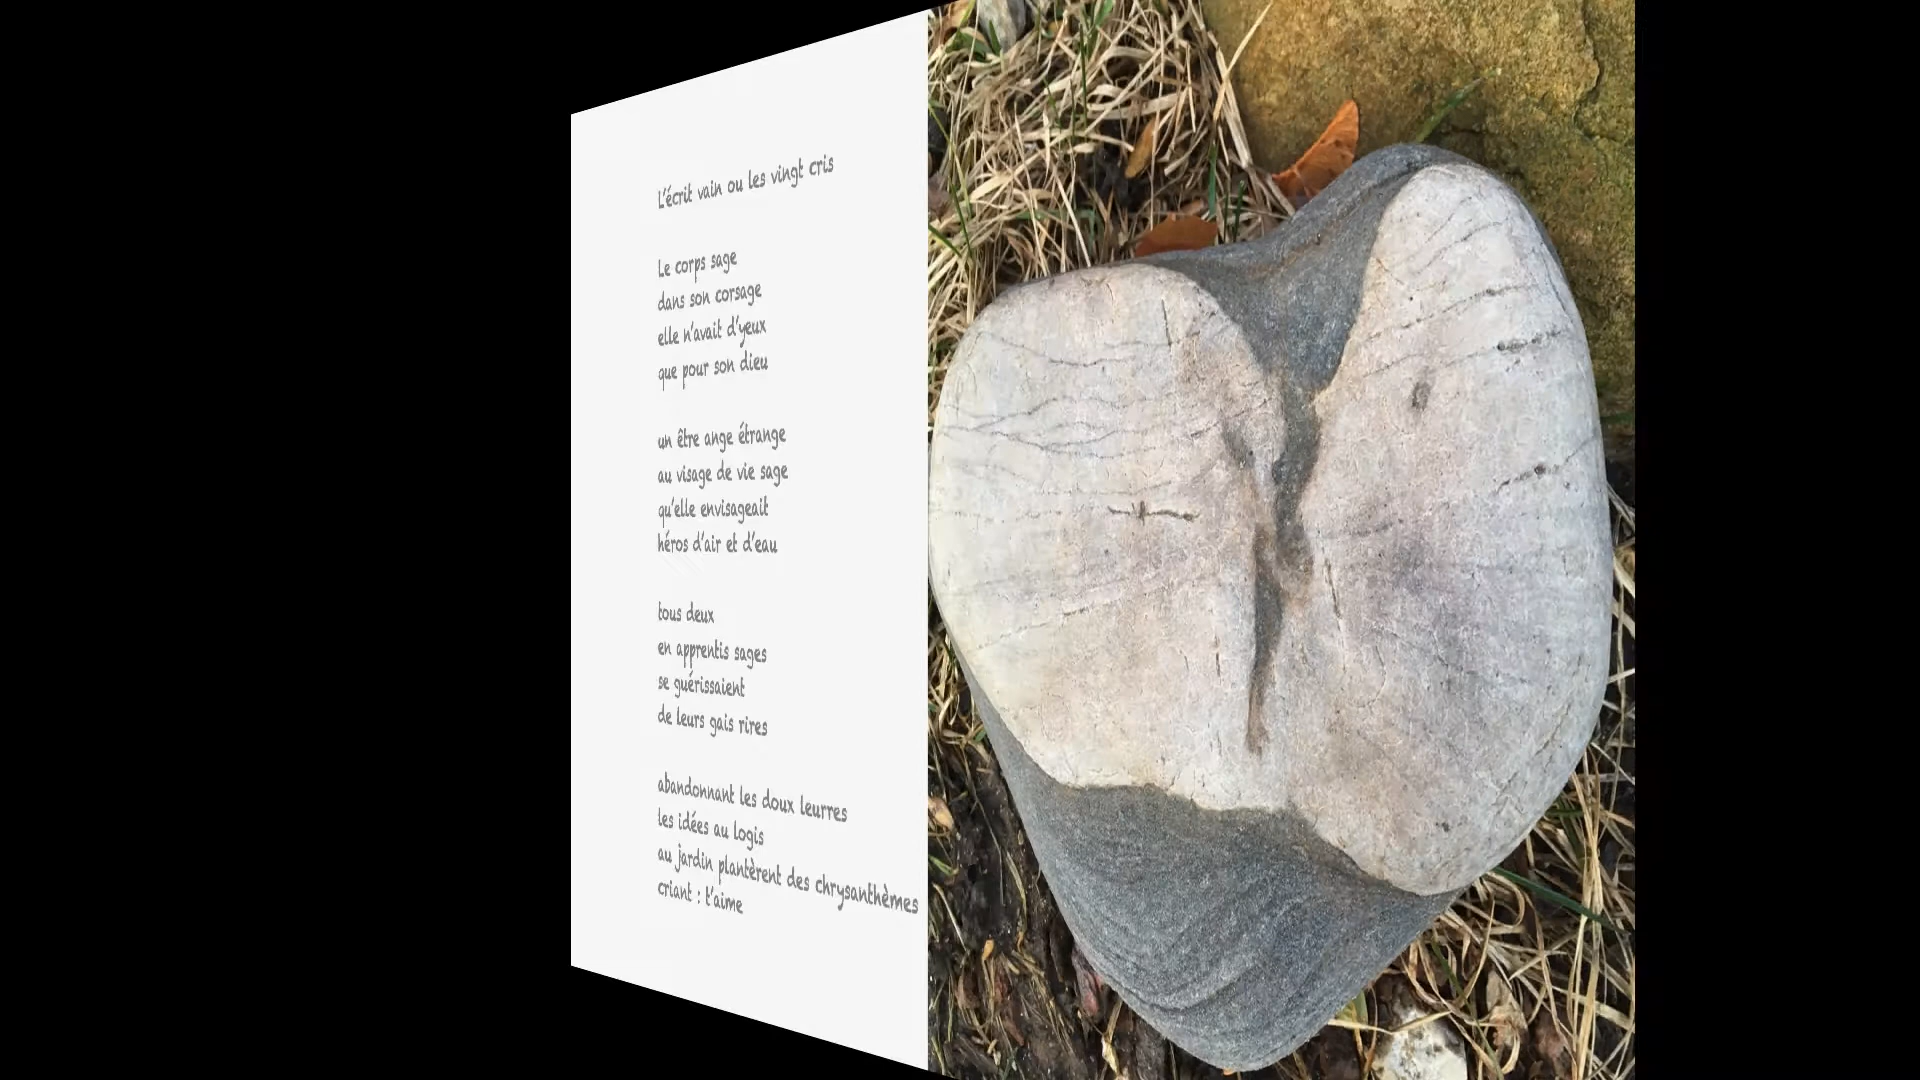 L'écrit vain ou les vingt cris
Le corps sage
dans son corsage
elle n'avait d'yeux
que pour son dieu
un être ange étrange
au visage de vie sage
qu'elle envisageait
héros d'air et d'eau
tous deux
en apprentis sages
se guérissaient
de leurs gais rires
abandonnant les doux leurres
les idées au logis
au jardin plantèrent des chrysanthèmes
criant : t'aime